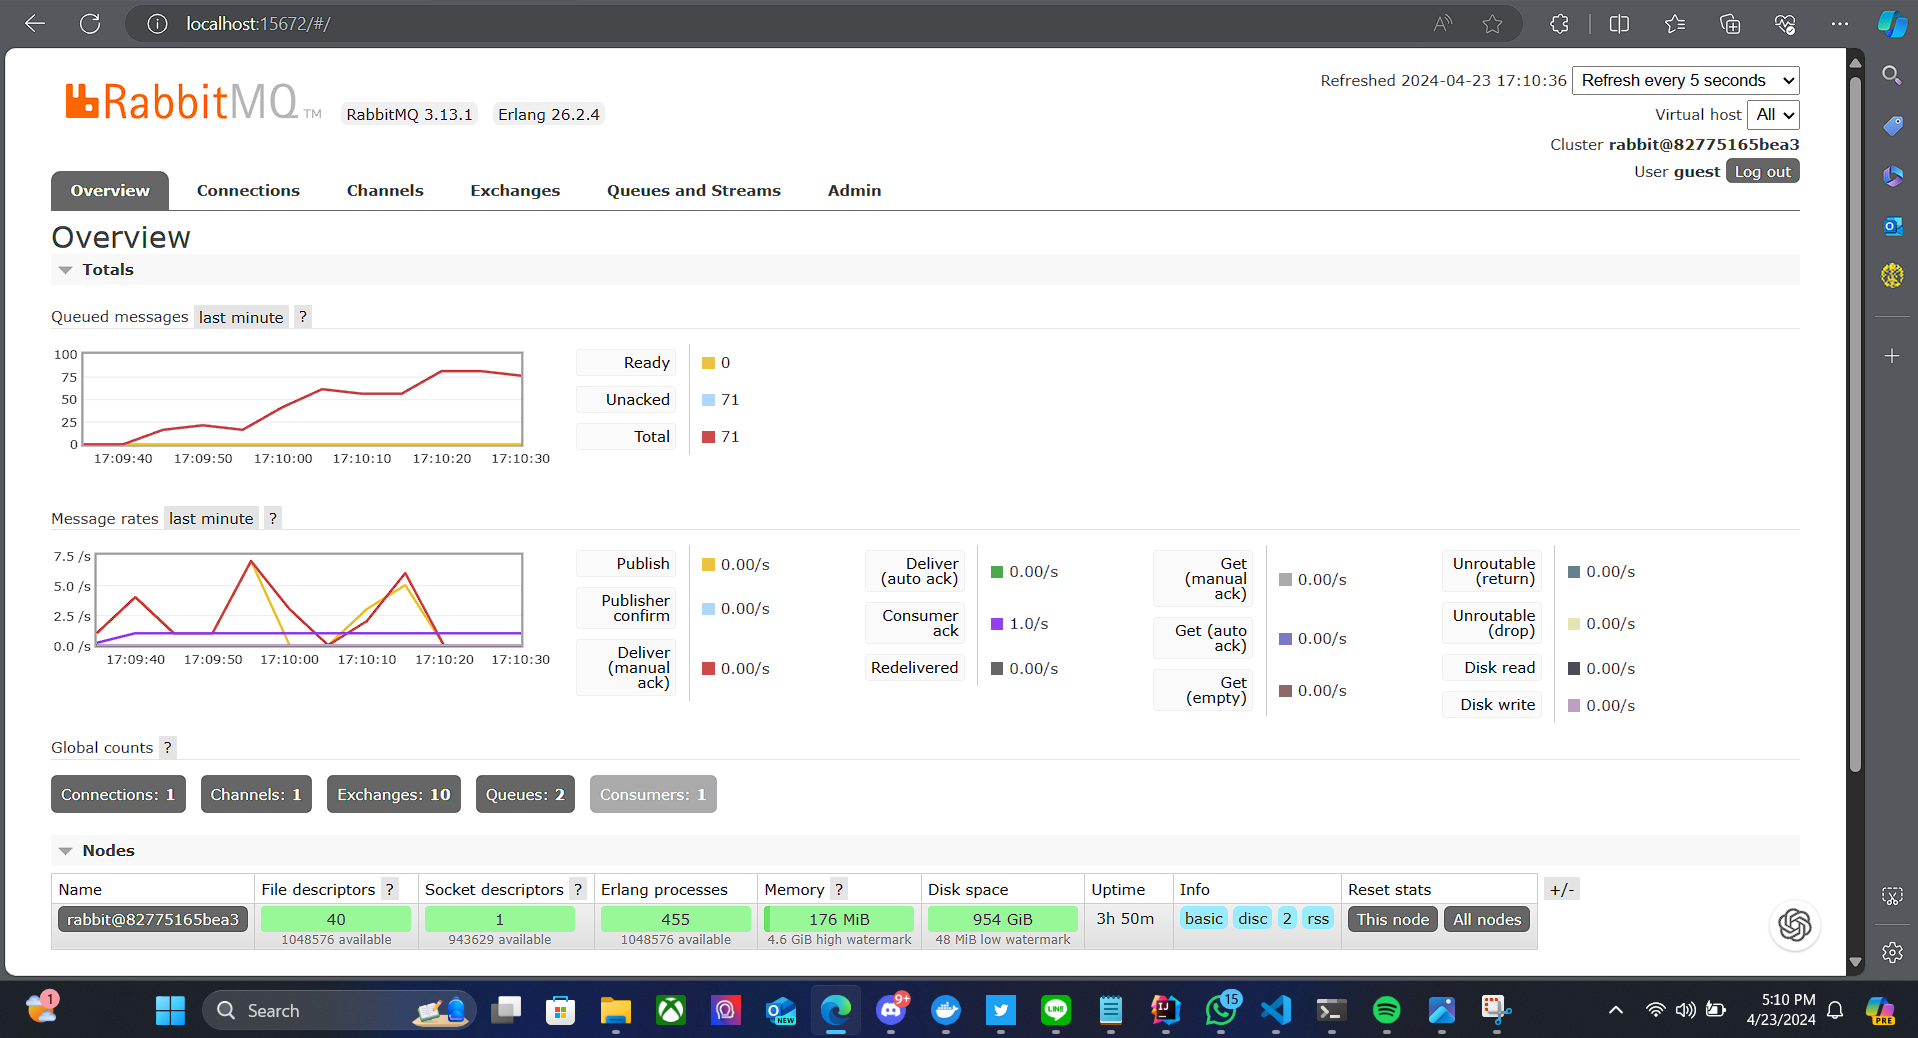 localhost:15672/#/
RabbitMQ TM RabbitMQ 3.13.1 Erlang 26.2.4
Refreshed 2024-04-23 17:10:36 Refresh every 5 seconds
Virtual host All
Cluster rabbit@82775165bea3
User guest Log out
Overview Connections Channels Exchanges Queues and Streams Admin
Overview
Totals
Queued messages last minute ?
100
75
50
25
0
17:09:40 17:09:50 17:10:00 17:10:10 17:10:20 17:10:30
Ready 0
Unacked 71
Total 71
Message rates last minute ?
7.5 /s
5.0 /s
2.5 /s
0.0 /s
17:09:40 17:09:50 17:10:00 17:10:10 17:10:20 17:10:30
Publish 0.00/s
Publisher
confirm 0.00/s
Deliver
(manual 0.00/s
ack)
Deliver
(auto ack) 0.00/s
Consumer
ack 1.0/s
Redelivered 0.00/s
Get
(manual 0.00/s
ack)
Get (auto
ack) 0.00/s
Get
(empty) 0.00/s
Unroutable
(return) 0.00/s
Unroutable
(drop) 0.00/s
Disk read 0.00/s
Disk write 0.00/s
Global counts ?
Connections: 1 Channels: 1 Exchanges: 10 Queues: 2 Consumers: 1
Nodes
Name File descriptors ? Socket descriptors ? Erlang processes Memory ? Disk space Uptime Info Reset stats +/-
rabbit@82775165bea3 40 1 455 176 MiB 954 GiB 3h 50m basic disc 2 rss This node All nodes
1048576 available 943629 available 1048576 available 4.6 GiB high watermark 48 MiB low watermark
1 Search NEW 9+ LINE IJ 15 5:10 PM
4/23/2024 PRE